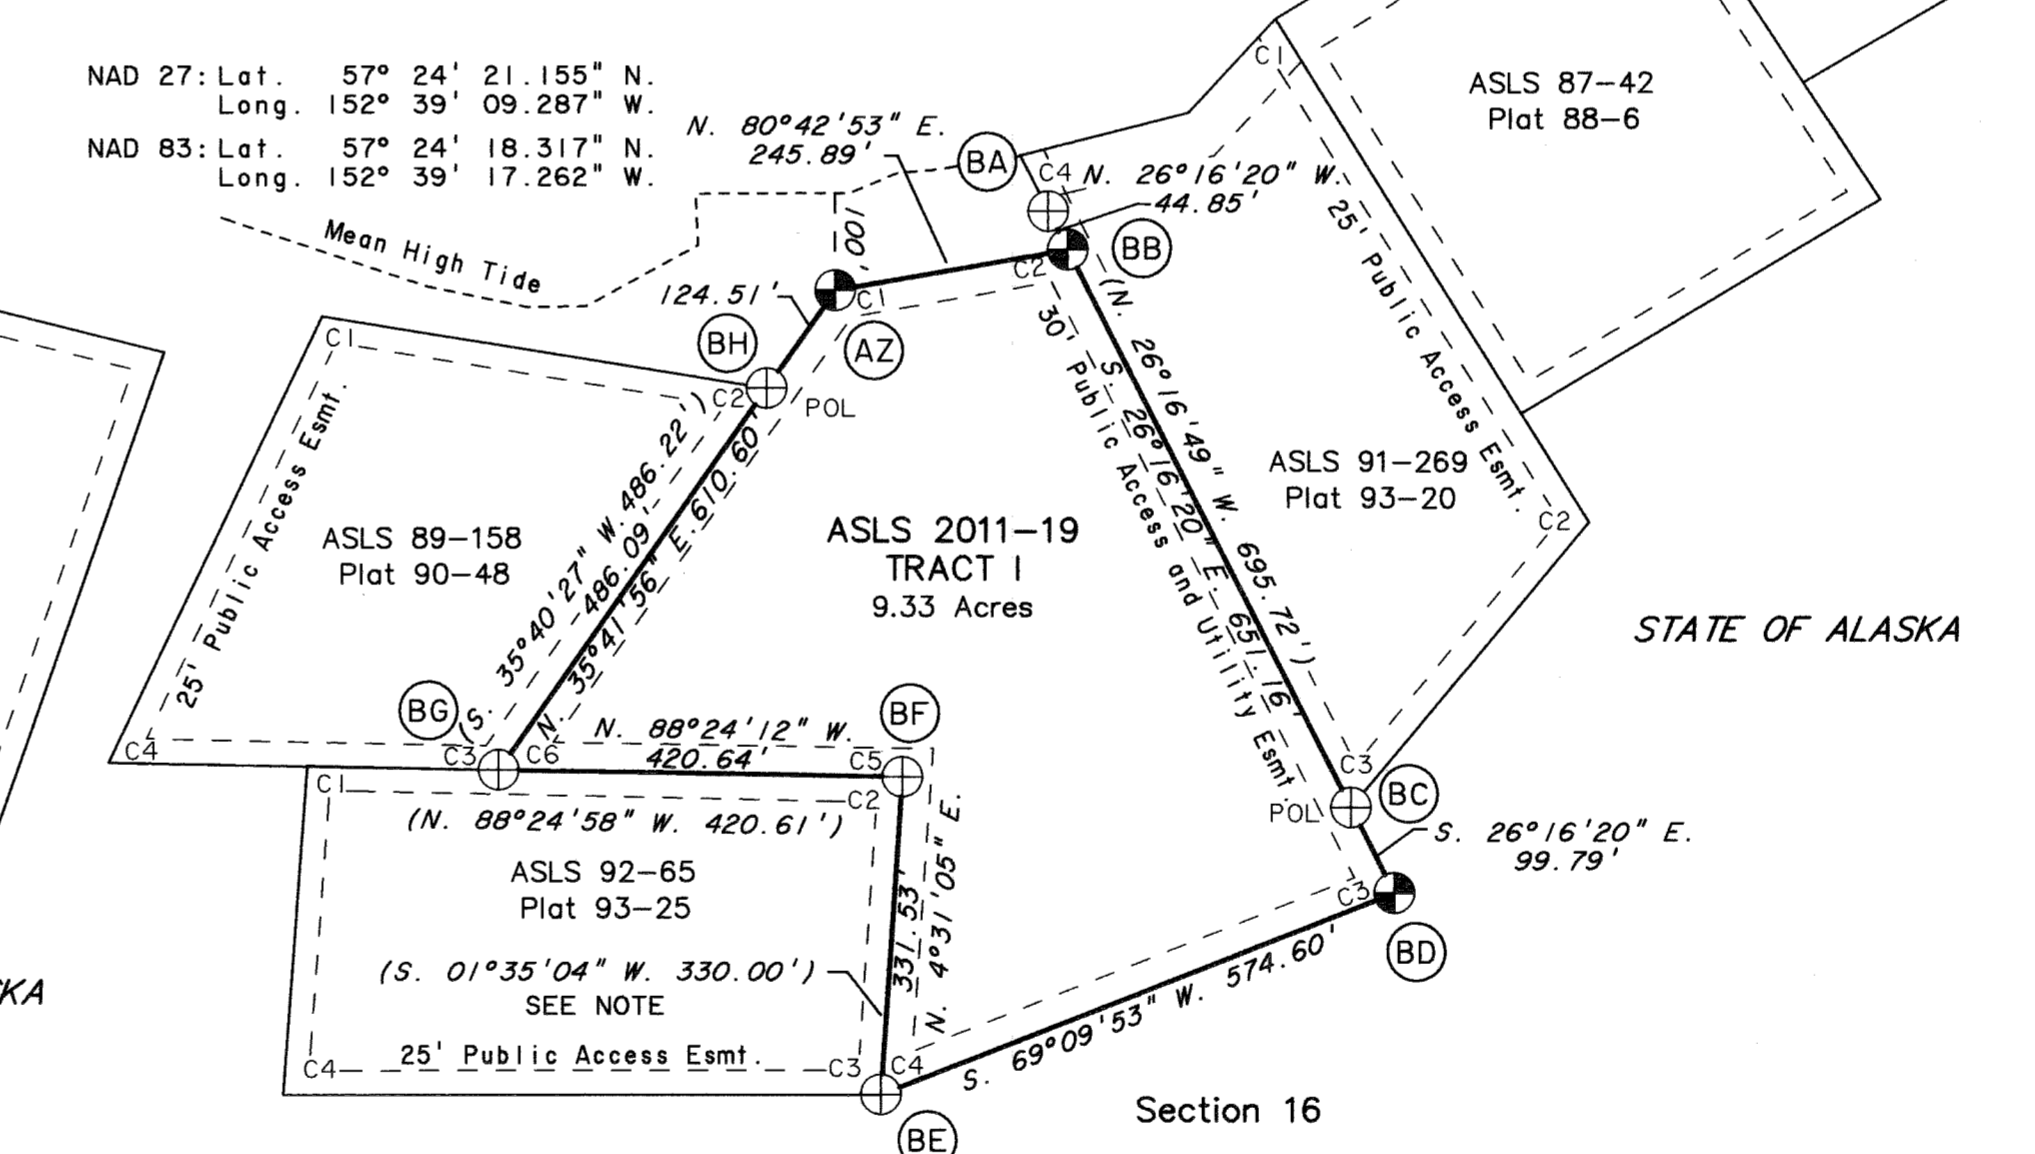 NAD 27: Lat. 57° 24' 21.155" N.
Long. 152° 39' 09.287" W.
NAD 83: Lat. 57° 24' 18.317" N.
Long. 152° 39' 17.262" W.
Mean High Tide
N. 80°42'53" E.
245.89'
BA
C4
N. 26°16'20" W.
44.85'
BB
C2
100'
C1
AZ
124.51'
BH
POL
C1
ASLS 87-42
Plat 88-6
25' Public Access Esmt.
C2
ASLS 91-269
Plat 93-20
C3
(N. 26°16'49" W. 695.72')
S. 26°16'20" E. 651.16'
30' Public Access and Utility Esmt.
C1
C2
ASLS 89-158
Plat 90-48
25' Public Access Esmt.
C4
C3
(S. 35°40'27" W. 486.22')
486.09'
N. 35°41'56" E. 610.60'
ASLS 2011-19
TRACT I
9.33 Acres
STATE OF ALASKA
BG
C6
N. 88°24'12" W.
420.64'
C5
BF
POL
BC
S. 26°16'20" E.
99.79'
C3
BD
C1
C2
(N. 88°24'58" W. 420.61')
ASLS 92-65
Plat 93-25
(S. 01°35'04" W. 330.00')
SEE NOTE
C4
25' Public Access Esmt.
C3
331.53'
N. 4°31'05" E.
C4
S. 69°09'53" W. 574.60'
BE
Section 16
KA